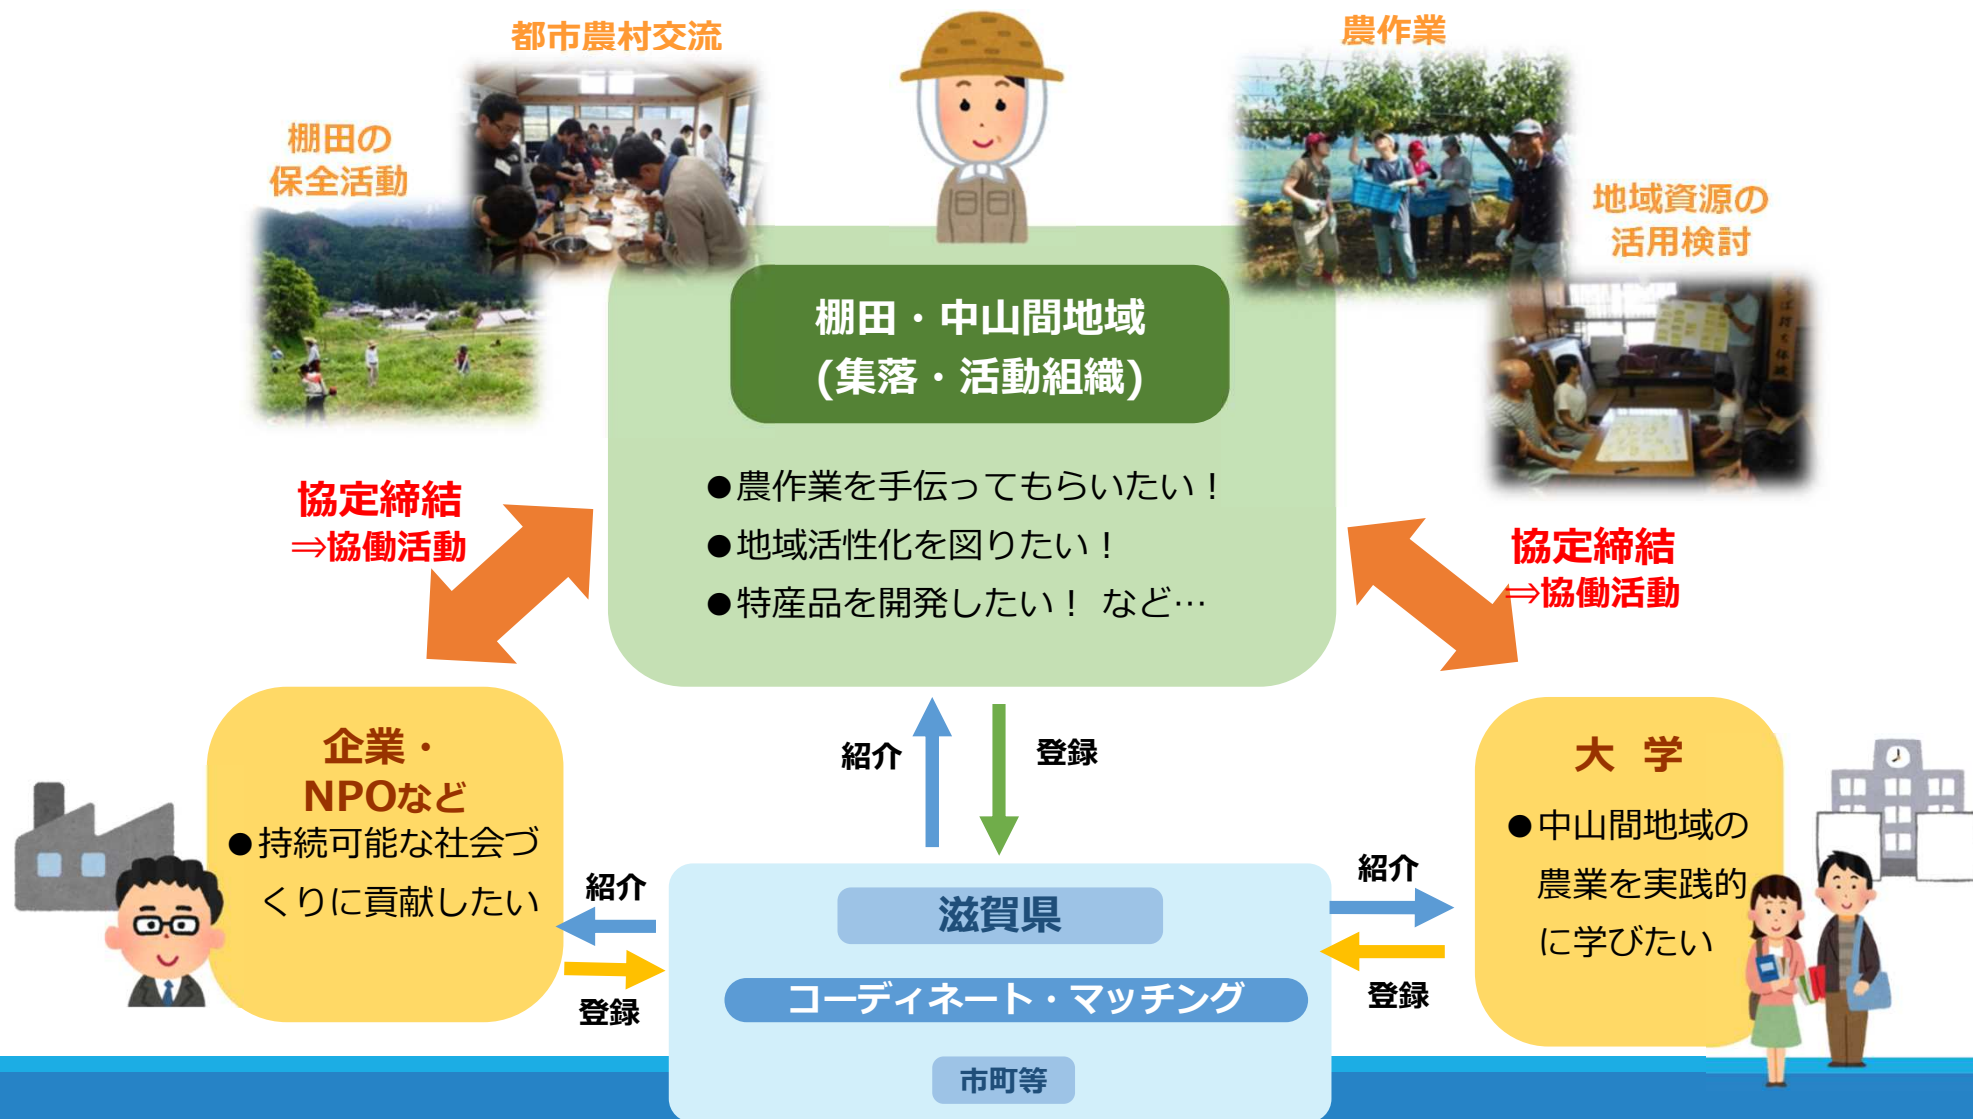 都市農村交流
農作業
棚田の
保全活動
地域資源の
活用検討
棚田・中山間地域
(集落・活動組織)
●農作業を手伝ってもらいたい！
●地域活性化を図りたい！
●特産品を開発したい！ など…
協定締結
⇒協働活動
協定締結
⇒協働活動
企業・
NPOなど
●持続可能な社会づ
くりに貢献したい
紹介
登録
大 学
●中山間地域の
農業を実践的
に学びたい
紹介
登録
紹介
登録
滋賀県
コーディネート・マッチング
市町等